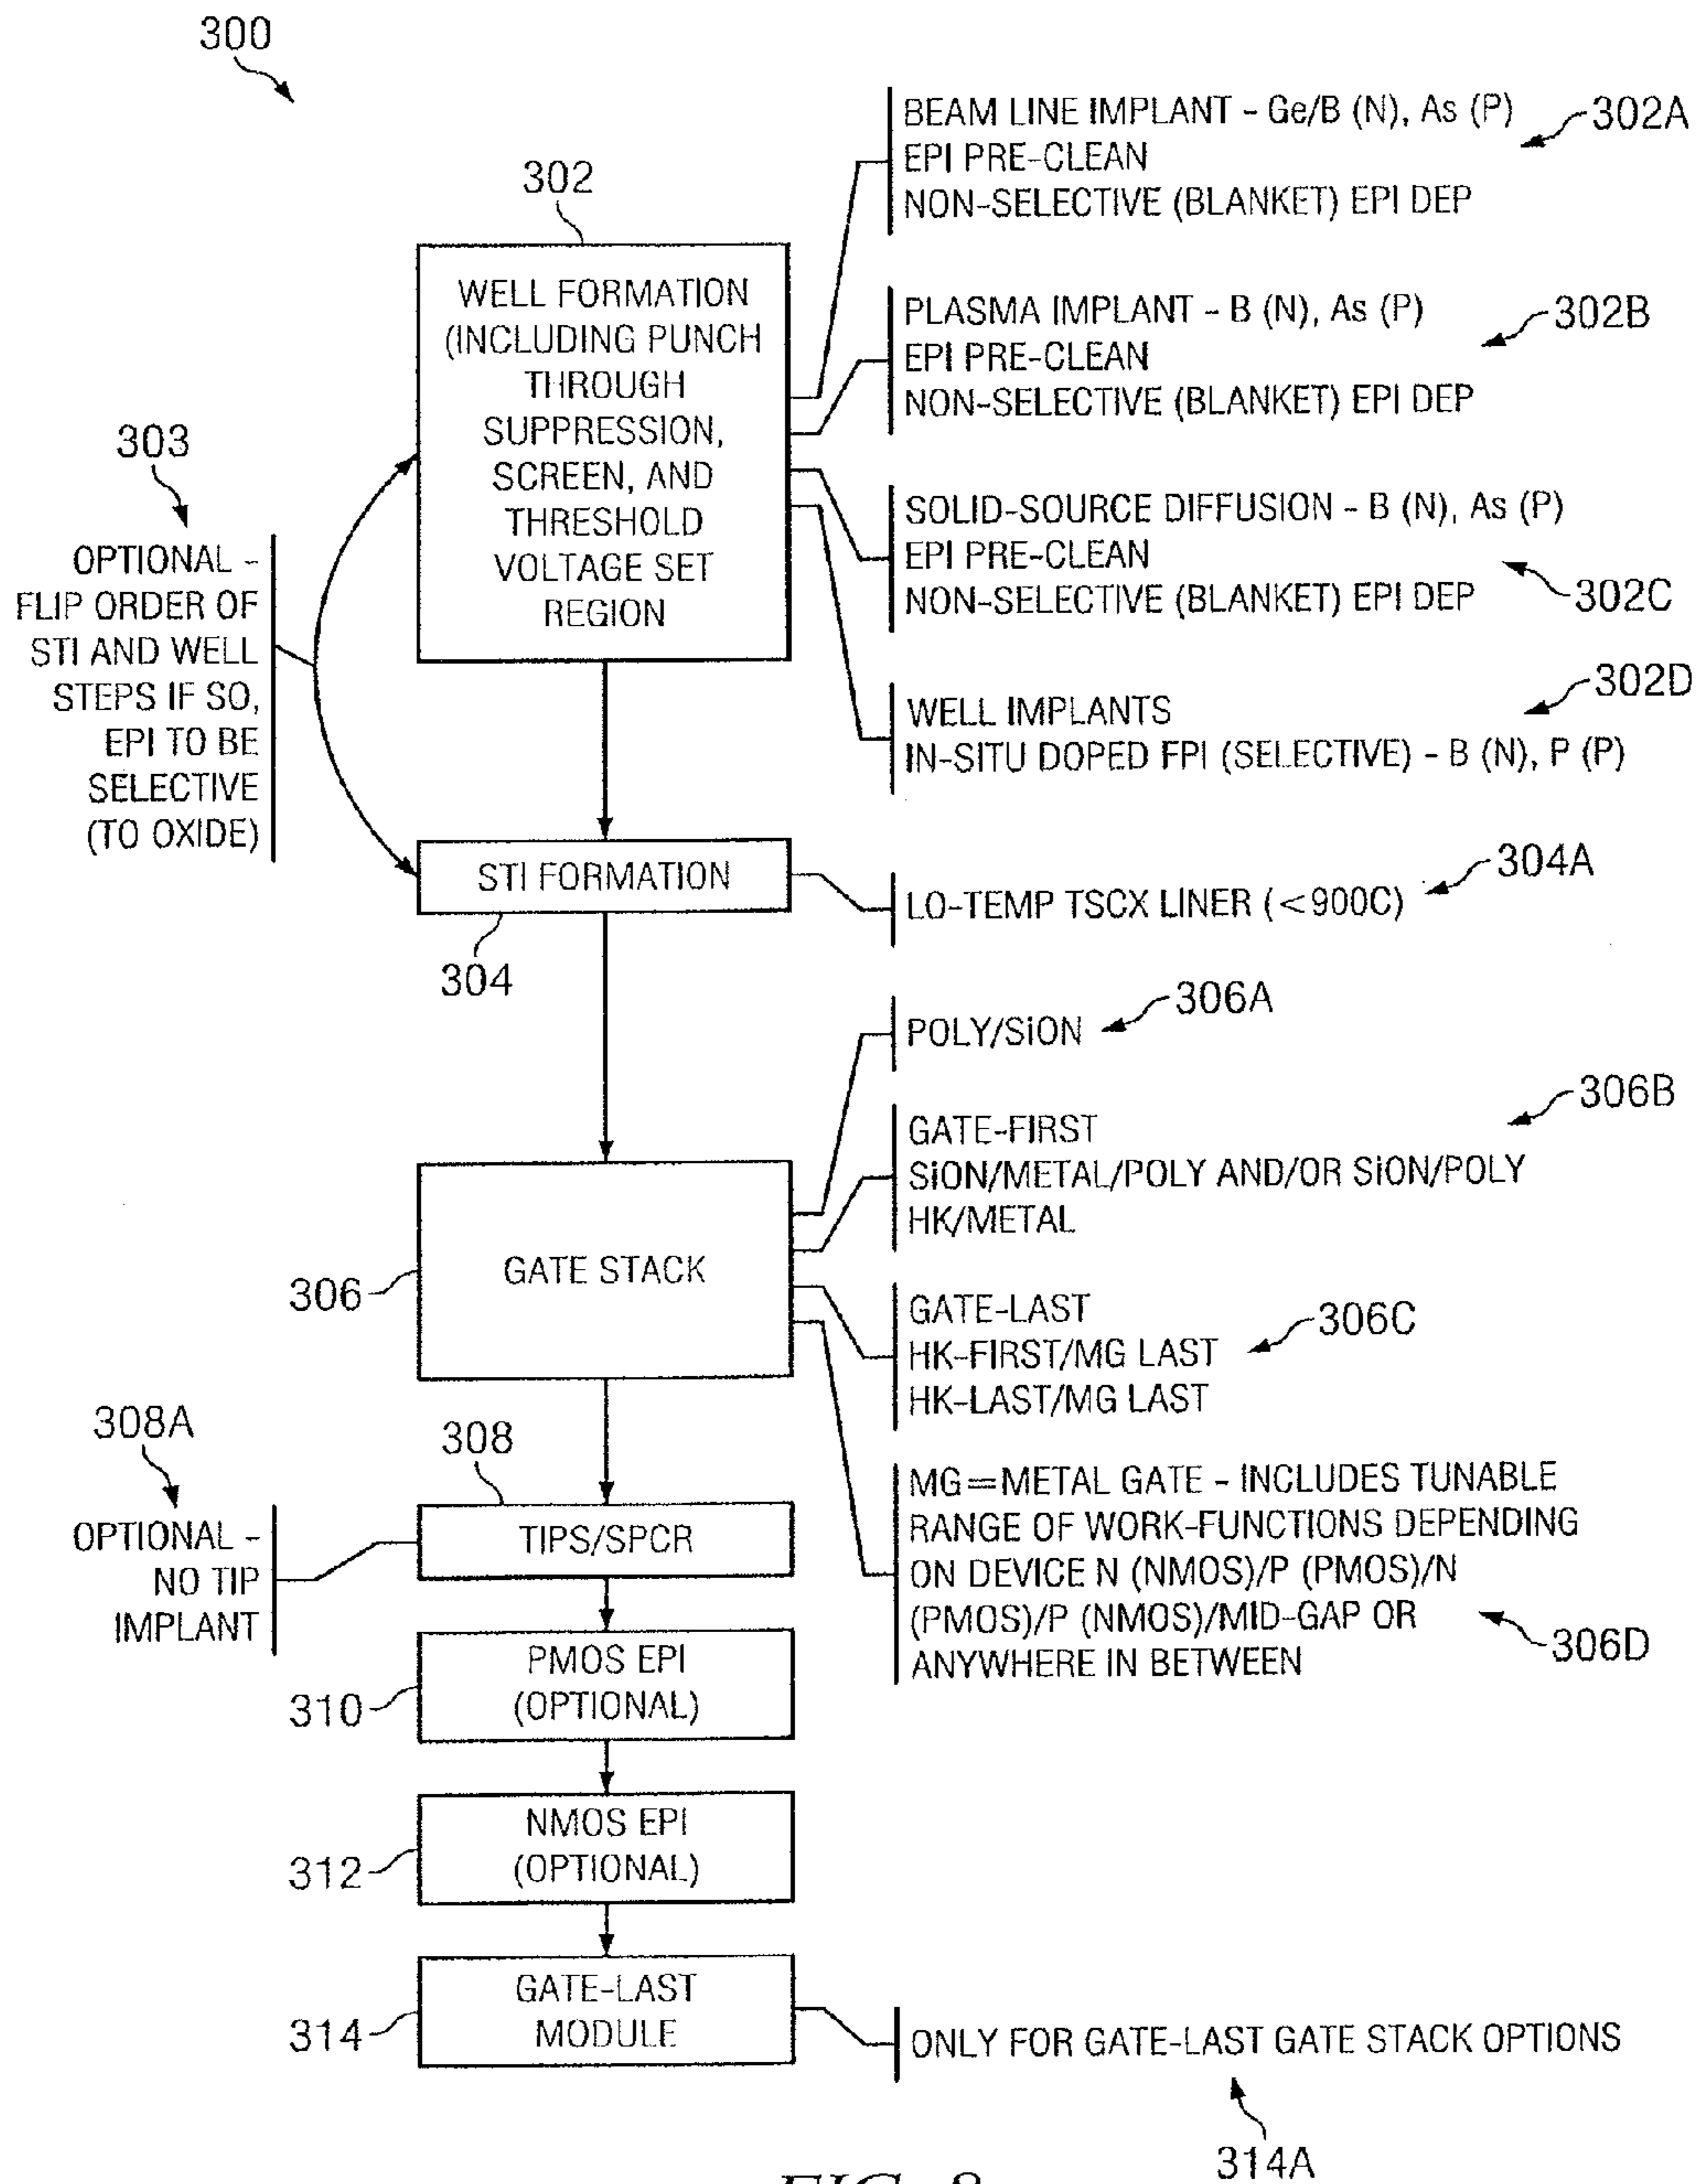 300
302
WELL FORMATION
(INCLUDING PUNCH
THROUGH
SUPPRESSION,
SCREEN, AND
THRESHOLD
VOLTAGE SET
REGION
BEAM LINE IMPLANT - Ge/B (N), As (P)
EPI PRE-CLEAN
NON-SELECTIVE (BLANKET) EPI DEP
302A
PLASMA IMPLANT - B (N), As (P)
EPI PRE-CLEAN
NON-SELECTIVE (BLANKET) EPI DEP
302B
SOLID-SOURCE DIFFUSION - B (N), As (P)
EPI PRE-CLEAN
NON-SELECTIVE (BLANKET) EPI DEP
302C
WELL IMPLANTS
IN-SITU DOPED FPI (SELECTIVE) - B (N), P (P)
302D
303
OPTIONAL -
FLIP ORDER OF
STI AND WELL
STEPS IF SO,
EPI TO BE
SELECTIVE
(TO OXIDE)
STI FORMATION
304
LO-TEMP TSCX LINER (<900C)
304A
GATE STACK
306
POLY/SiON
306A
GATE-FIRST
SiON/METAL/POLY AND/OR SiON/POLY
HK/METAL
306B
GATE-LAST
HK-FIRST/MG LAST
HK-LAST/MG LAST
306C
MG=METAL GATE - INCLUDES TUNABLE
RANGE OF WORK-FUNCTIONS DEPENDING
ON DEVICE N (NMOS)/P (PMOS)/N
(PMOS)/P (NMOS)/MID-GAP OR
ANYWHERE IN BETWEEN
306D
308A
OPTIONAL -
NO TIP
IMPLANT
308
TIPS/SPCR
PMOS EPI
(OPTIONAL)
310
NMOS EPI
(OPTIONAL)
312
GATE-LAST
MODULE
314
ONLY FOR GATE-LAST GATE STACK OPTIONS
314A